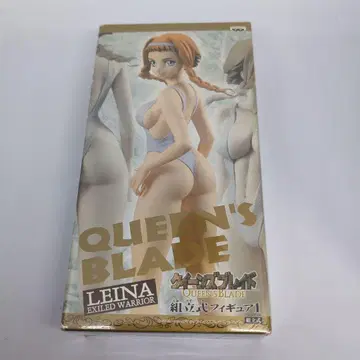 QUEEN'S
BLADE
LEINA
EXILED WARRIOR
クイーンズブレイド
QUEEN'S BLADE
組立式フィギュア1